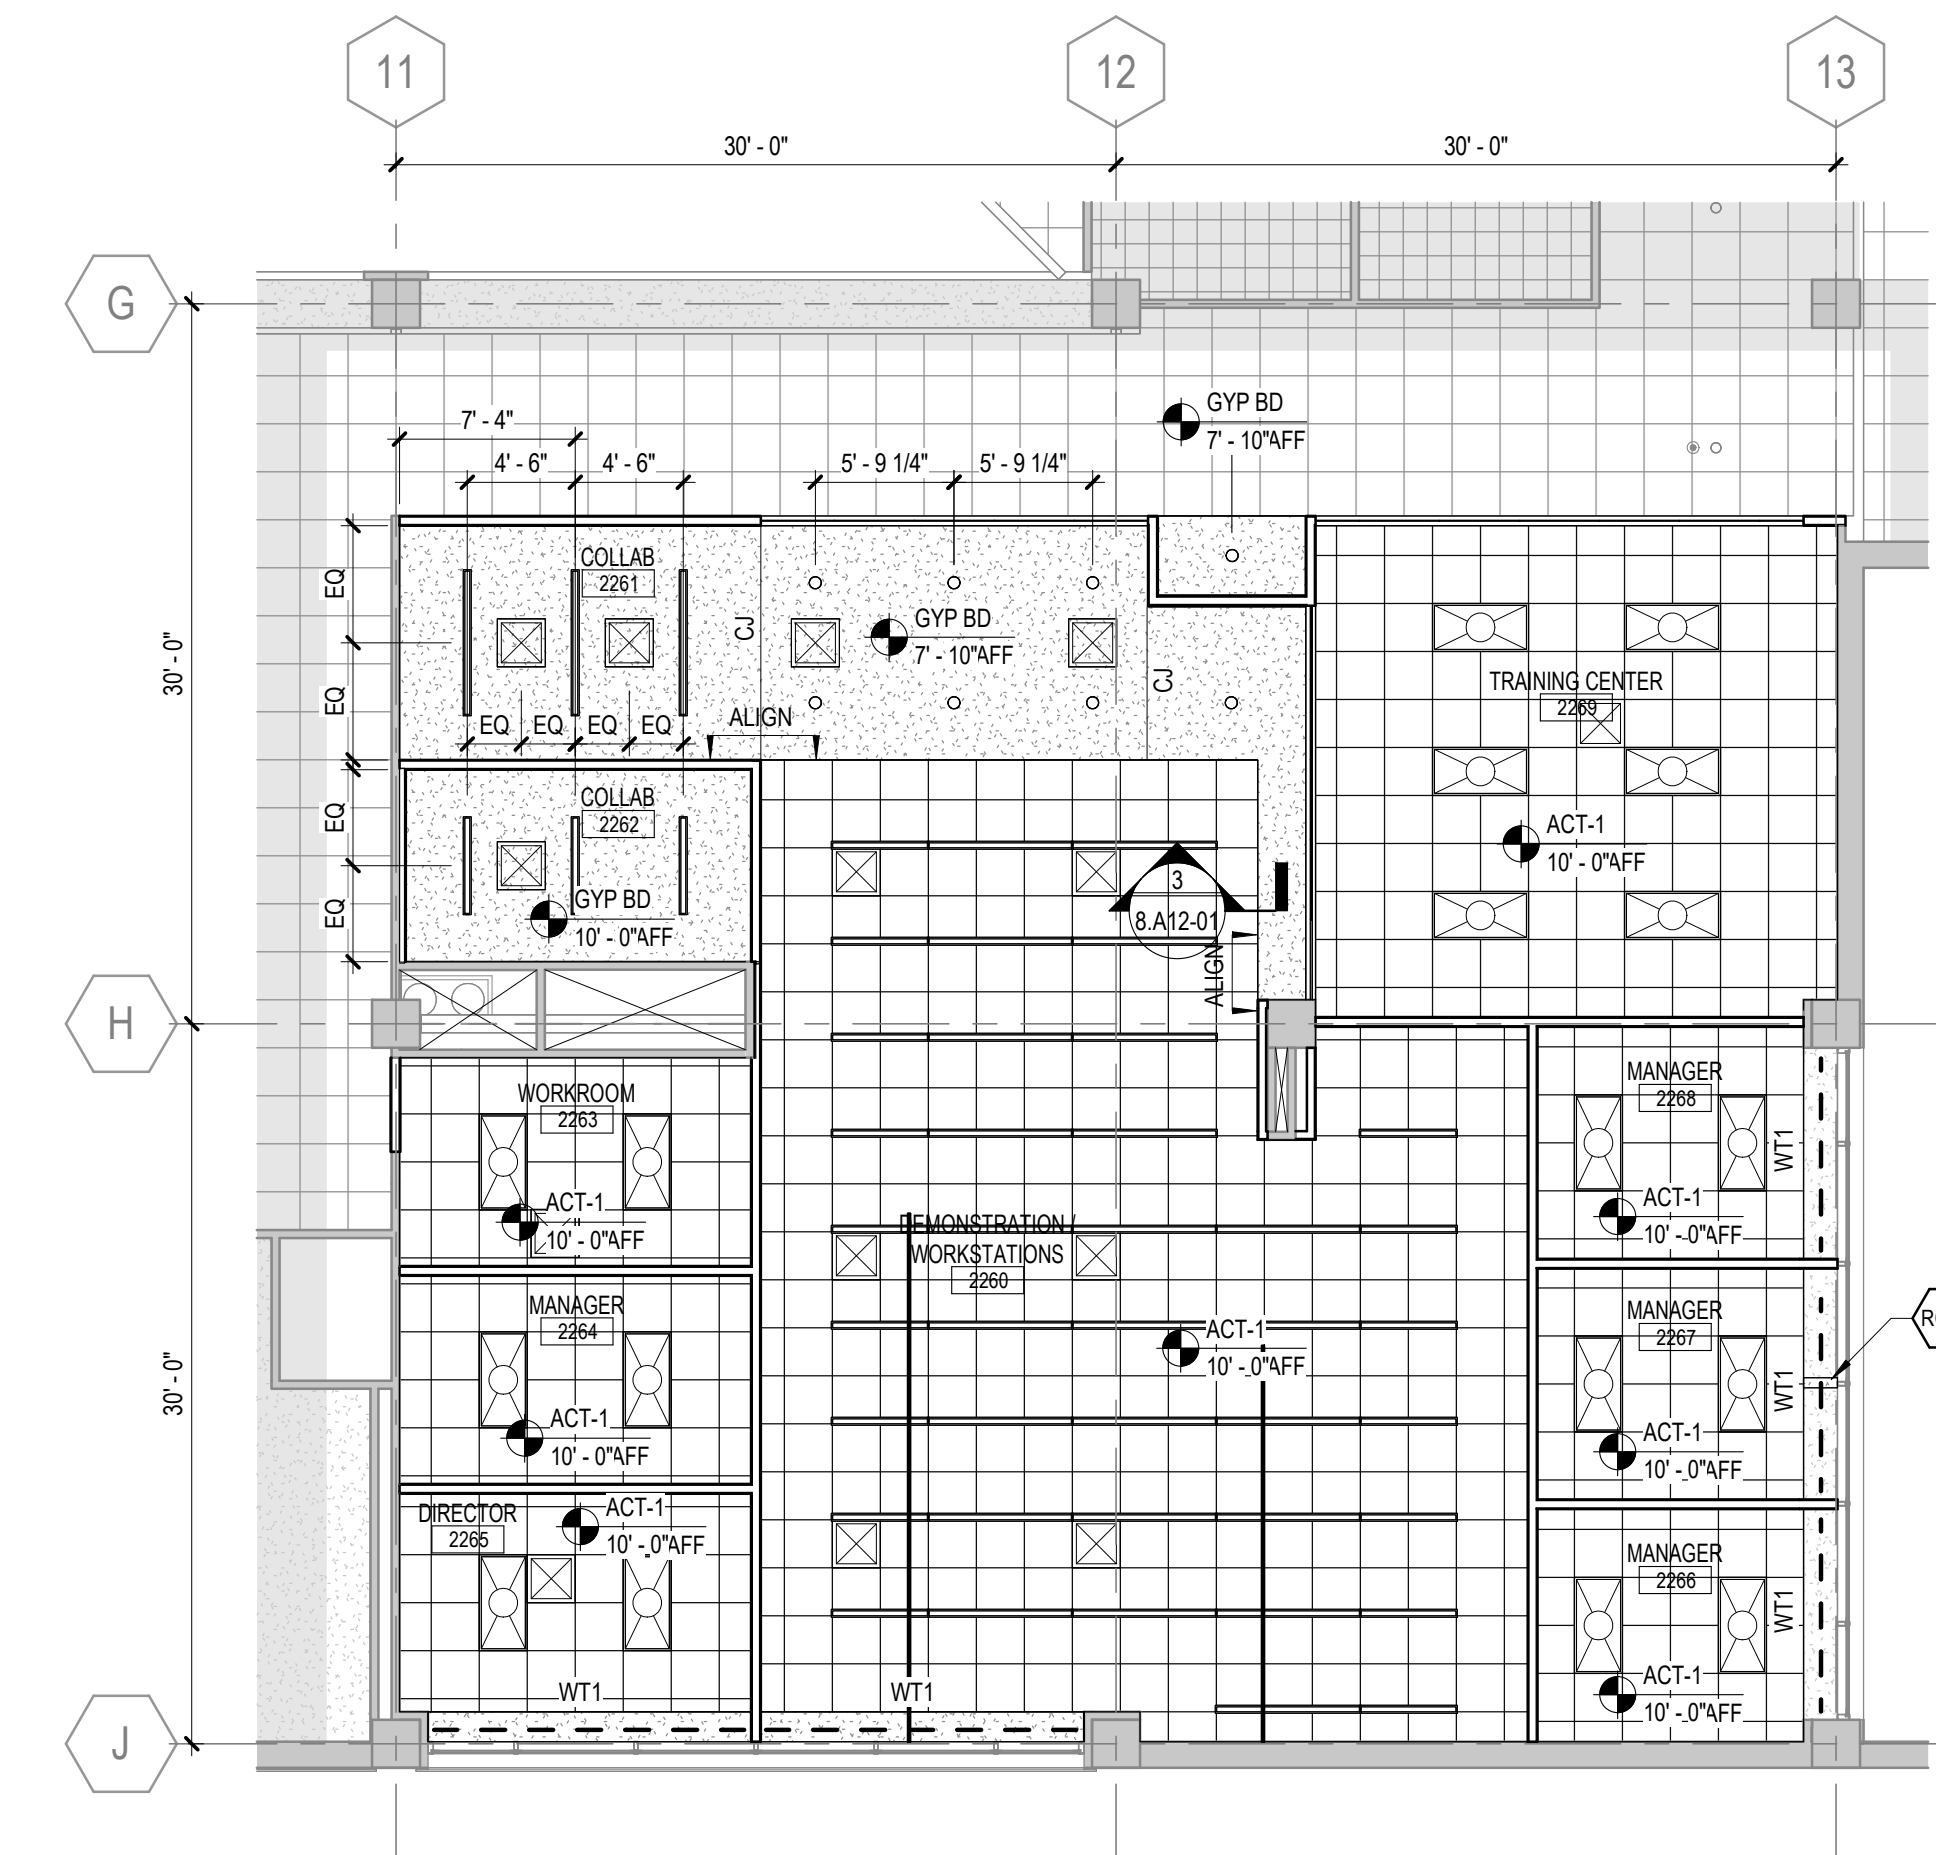 11
12
13
30' - 0"
30' - 0"
G
GYP BD
7' - 10"AFF
7' - 4"
4' - 6"
4' - 6"
5' - 9 1/4"
5' - 9 1/4"
COLLAB
2261
EQ
CJ
GYP BD
7' - 10"AFF
30' - 0"
CJ
TRAINING CENTER
2269
EQ
EQ
EQ
EQ
EQ
ALIGN
COLLAB
2262
EQ
ACT-1
10' - 0"AFF
3
8.A12-01
GYP BD
10' - 0"AFF
EQ
ALIGN
H
WORKROOM
2263
MANAGER
2268
WT1
ACT-1
10' - 0"AFF
ACT-1
10' - 0"AFF
DEMONSTRATION /
WORKSTATIONS
2260
MANAGER
2264
MANAGER
2267
ACT-1
10' - 0"AFF
30' - 0"
WT1
ACT-1
10' - 0"AFF
ACT-1
10' - 0"AFF
DIRECTOR
2265
ACT-1
10' - 0"AFF
MANAGER
2266
WT1
ACT-1
10' - 0"AFF
WT1
WT1
J